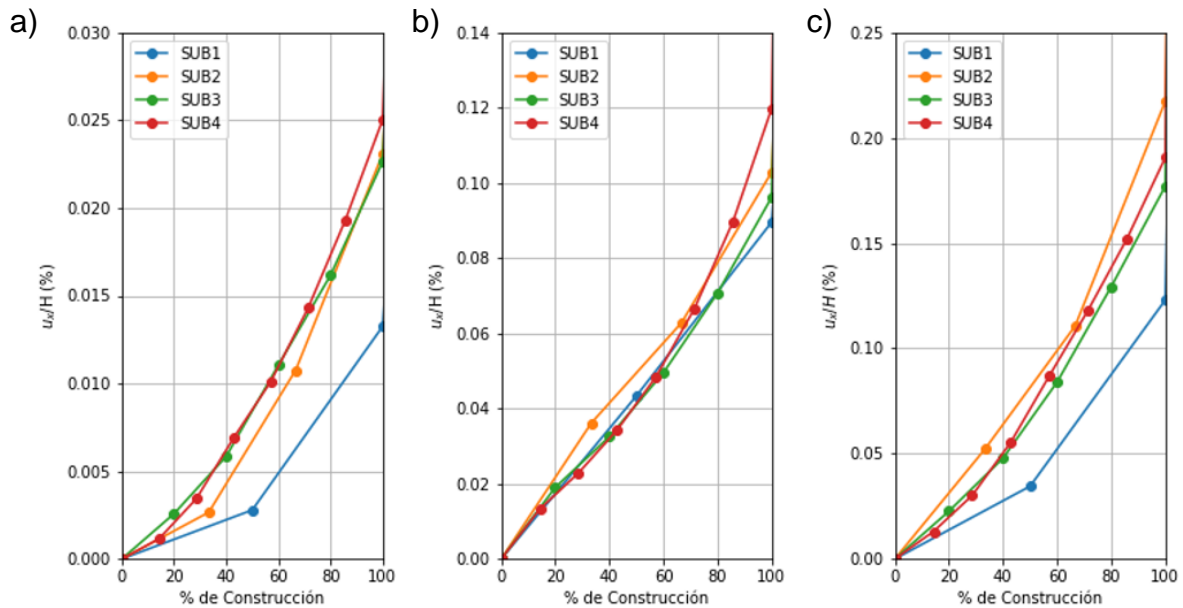 a)
0.030
0.025
0.020
0.015
0.010
0.005
0.000
uₓ/H (%)
SUB1
SUB2
SUB3
SUB4
0 20 40 60 80 100
% de Construcción
b)
0.14
0.12
0.10
0.08
0.06
0.04
0.02
0.00
uₓ/H (%)
SUB1
SUB2
SUB3
SUB4
0 20 40 60 80 100
% de Construcción
c)
0.25
0.20
0.15
0.10
0.05
0.00
uₓ/H (%)
SUB1
SUB2
SUB3
SUB4
0 20 40 60 80 100
% de Construcción